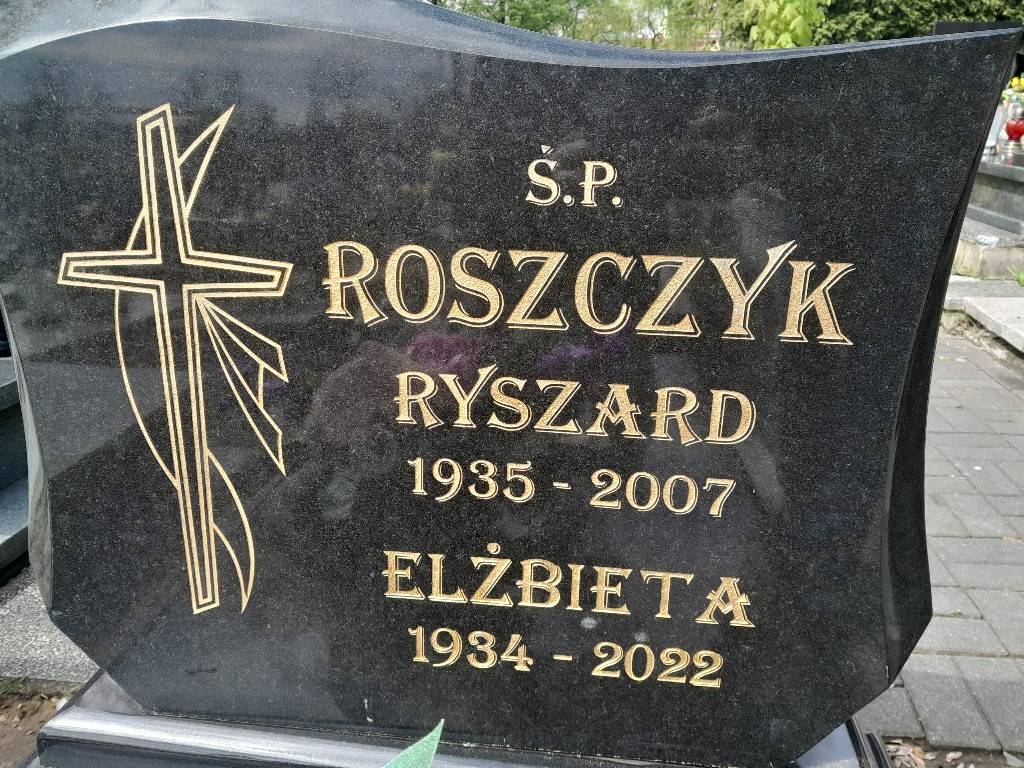 Ś.P.
ROSZCZYK
RYSZARD
1935 - 2007
ELŻBIETA
1934 - 2022